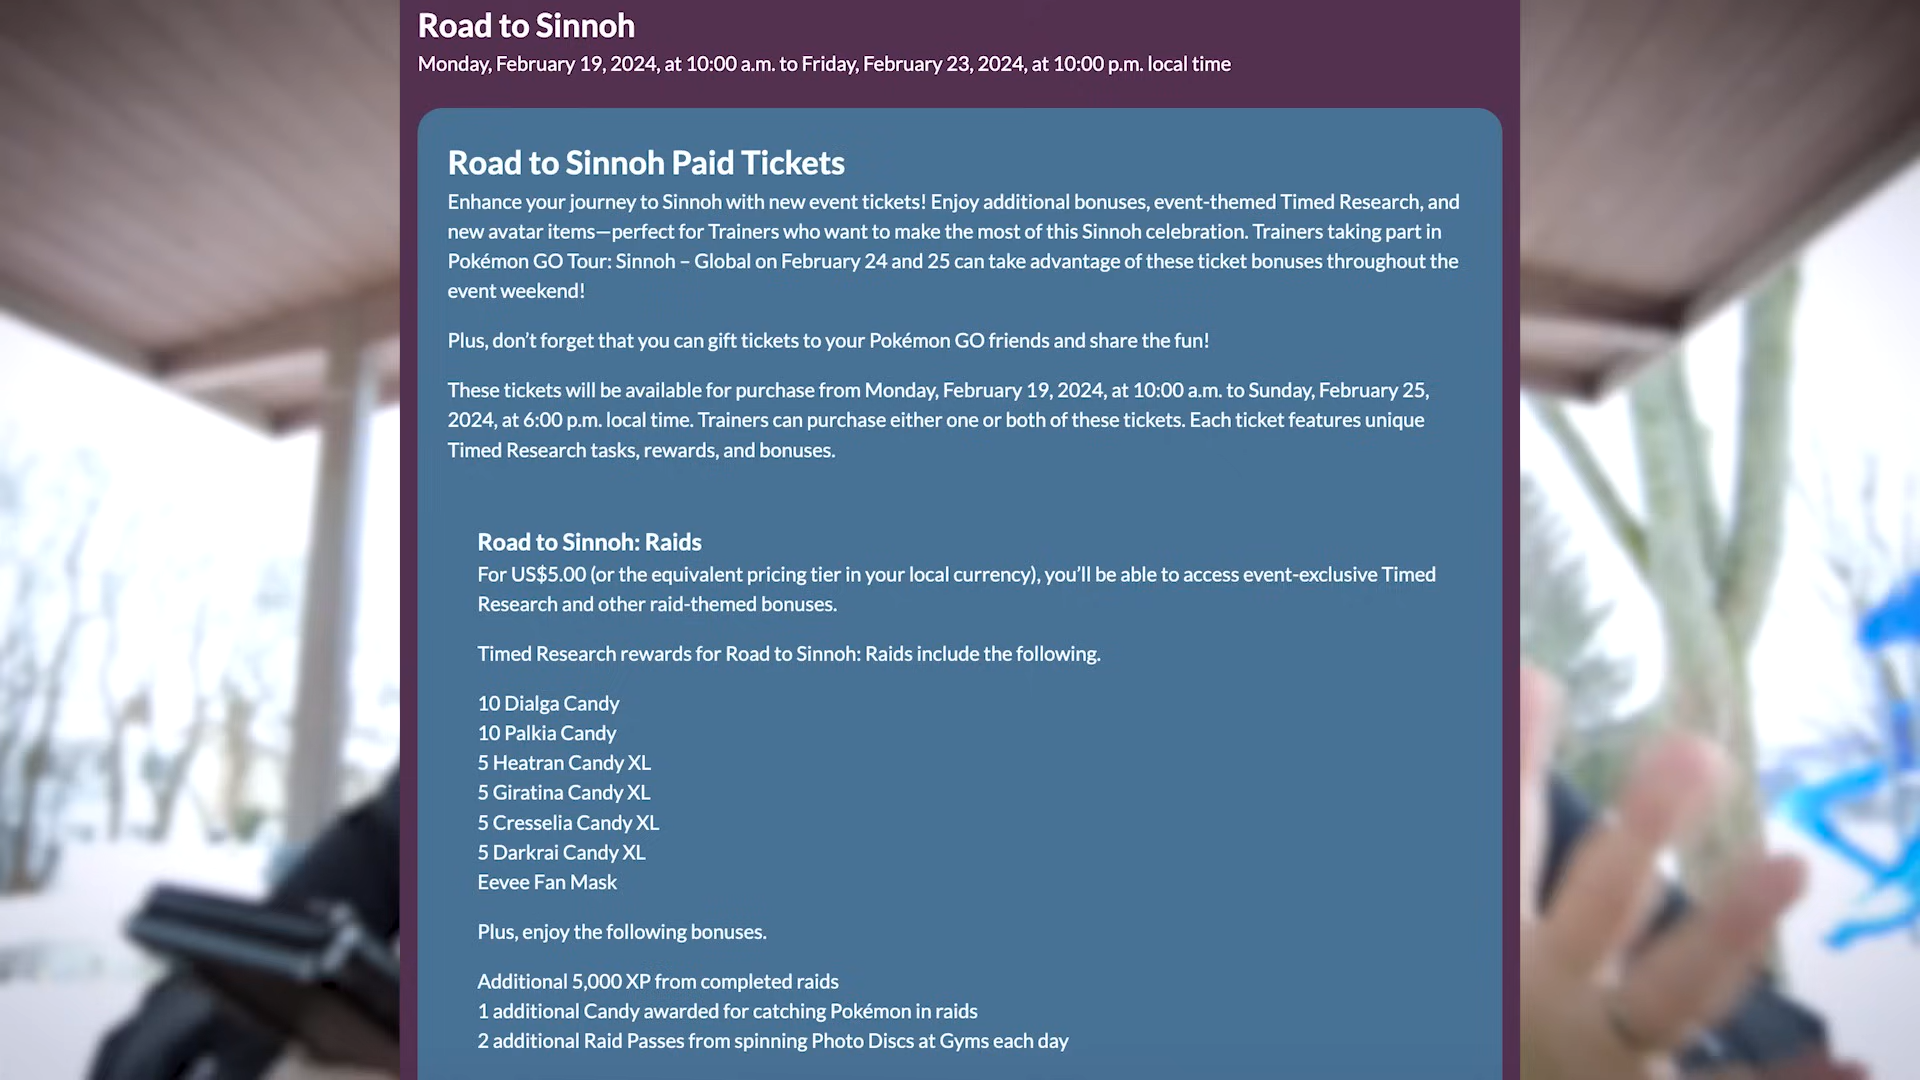 Road to Sinnoh
Monday, February 19, 2024, at 10:00 a.m. to Friday, February 23, 2024, at 10:00 p.m. local time
Road to Sinnoh Paid Tickets
Enhance your journey to Sinnoh with new event tickets! Enjoy additional bonuses, event-themed Timed Research, and
new avatar items—perfect for Trainers who want to make the most of this Sinnoh celebration. Trainers taking part in
Pokémon GO Tour: Sinnoh – Global on February 24 and 25 can take advantage of these ticket bonuses throughout the
event weekend!
Plus, don’t forget that you can gift tickets to your Pokémon GO friends and share the fun!
These tickets will be available for purchase from Monday, February 19, 2024, at 10:00 a.m. to Sunday, February 25,
2024, at 6:00 p.m. local time. Trainers can purchase either one or both of these tickets. Each ticket features unique
Timed Research tasks, rewards, and bonuses.
Road to Sinnoh: Raids
For US$5.00 (or the equivalent pricing tier in your local currency), you’ll be able to access event-exclusive Timed
Research and other raid-themed bonuses.
Timed Research rewards for Road to Sinnoh: Raids include the following.
10 Dialga Candy
10 Palkia Candy
5 Heatran Candy XL
5 Giratina Candy XL
5 Cresselia Candy XL
5 Darkrai Candy XL
Eevee Fan Mask
Plus, enjoy the following bonuses.
Additional 5,000 XP from completed raids
1 additional Candy awarded for catching Pokémon in raids
2 additional Raid Passes from spinning Photo Discs at Gyms each day